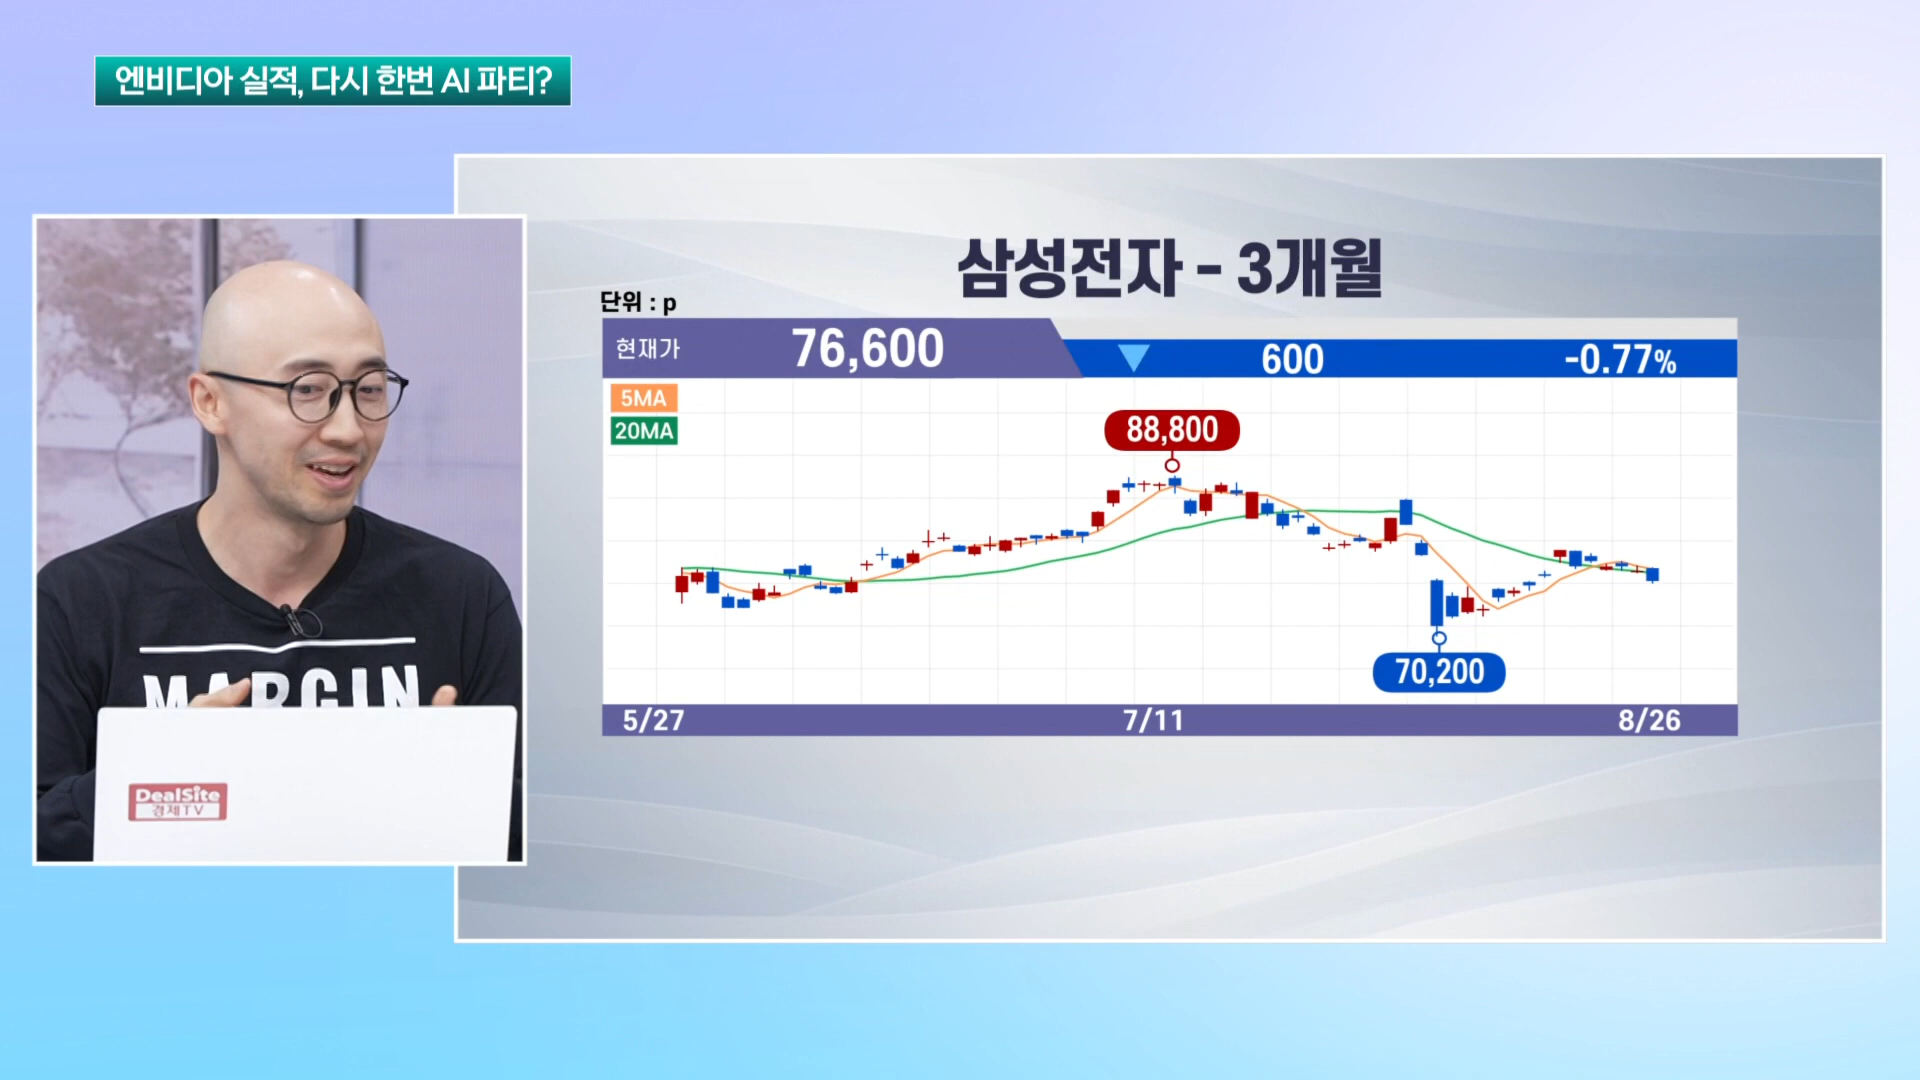 엔비디아 실적, 다시 한번 AI 파티?
삼성전자 - 3개월
단위 : p
현재가 76,600 ▼ 600 -0.77%
5MA
20MA
88,800
70,200
5/27 7/11 8/26
MARGIN
DealSite
경제TV